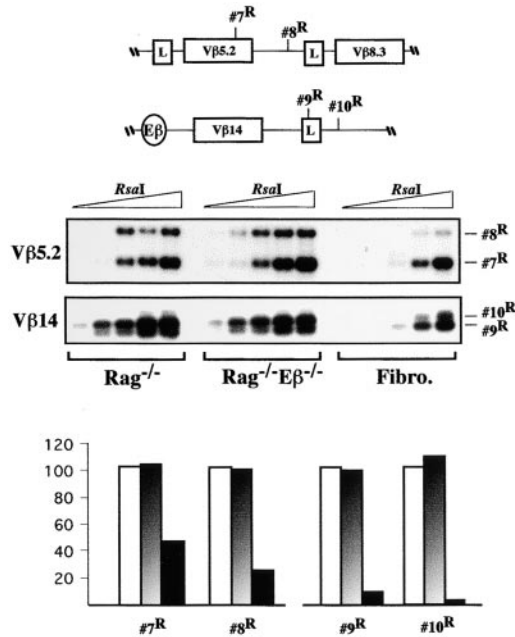 #7R
#8R
L Vβ5.2 L Vβ8.3
#9R
#10R
Eβ Vβ14 L
RsaI RsaI RsaI
Vβ5.2
#8R
#7R
Vβ14
#10R
#9R
Rag-/- Rag-/-Eβ-/- Fibro.
120
100
80
60
40
20
#7R #8R #9R #10R